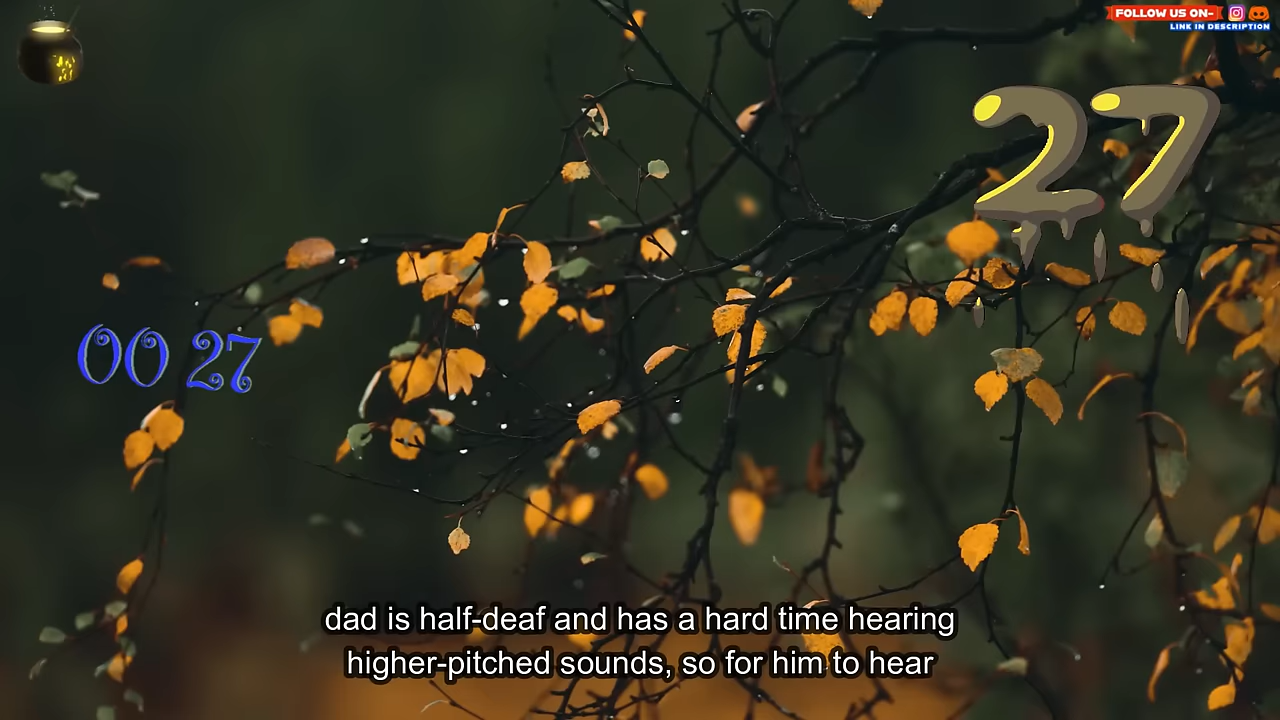 FOLLOW US ON-
LINK IN DESCRIPTION
27
00 27
dad is half-deaf and has a hard time hearing
higher-pitched sounds, so for him to hear